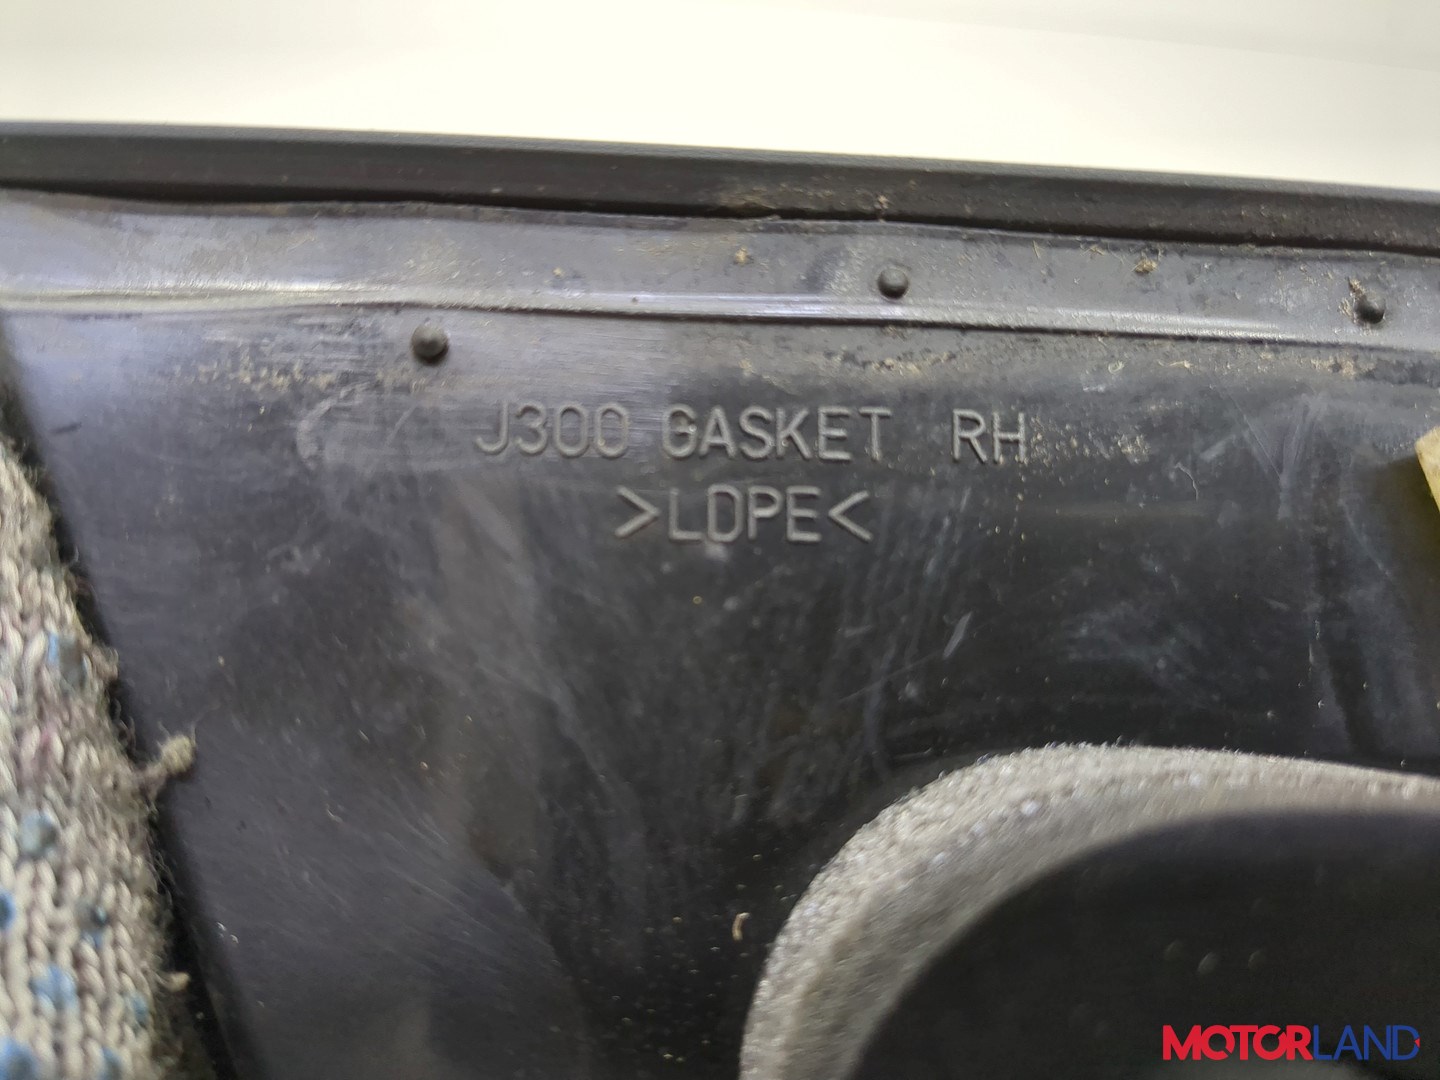 J300 GASKET RH
>LDPE<
MOTORLAND